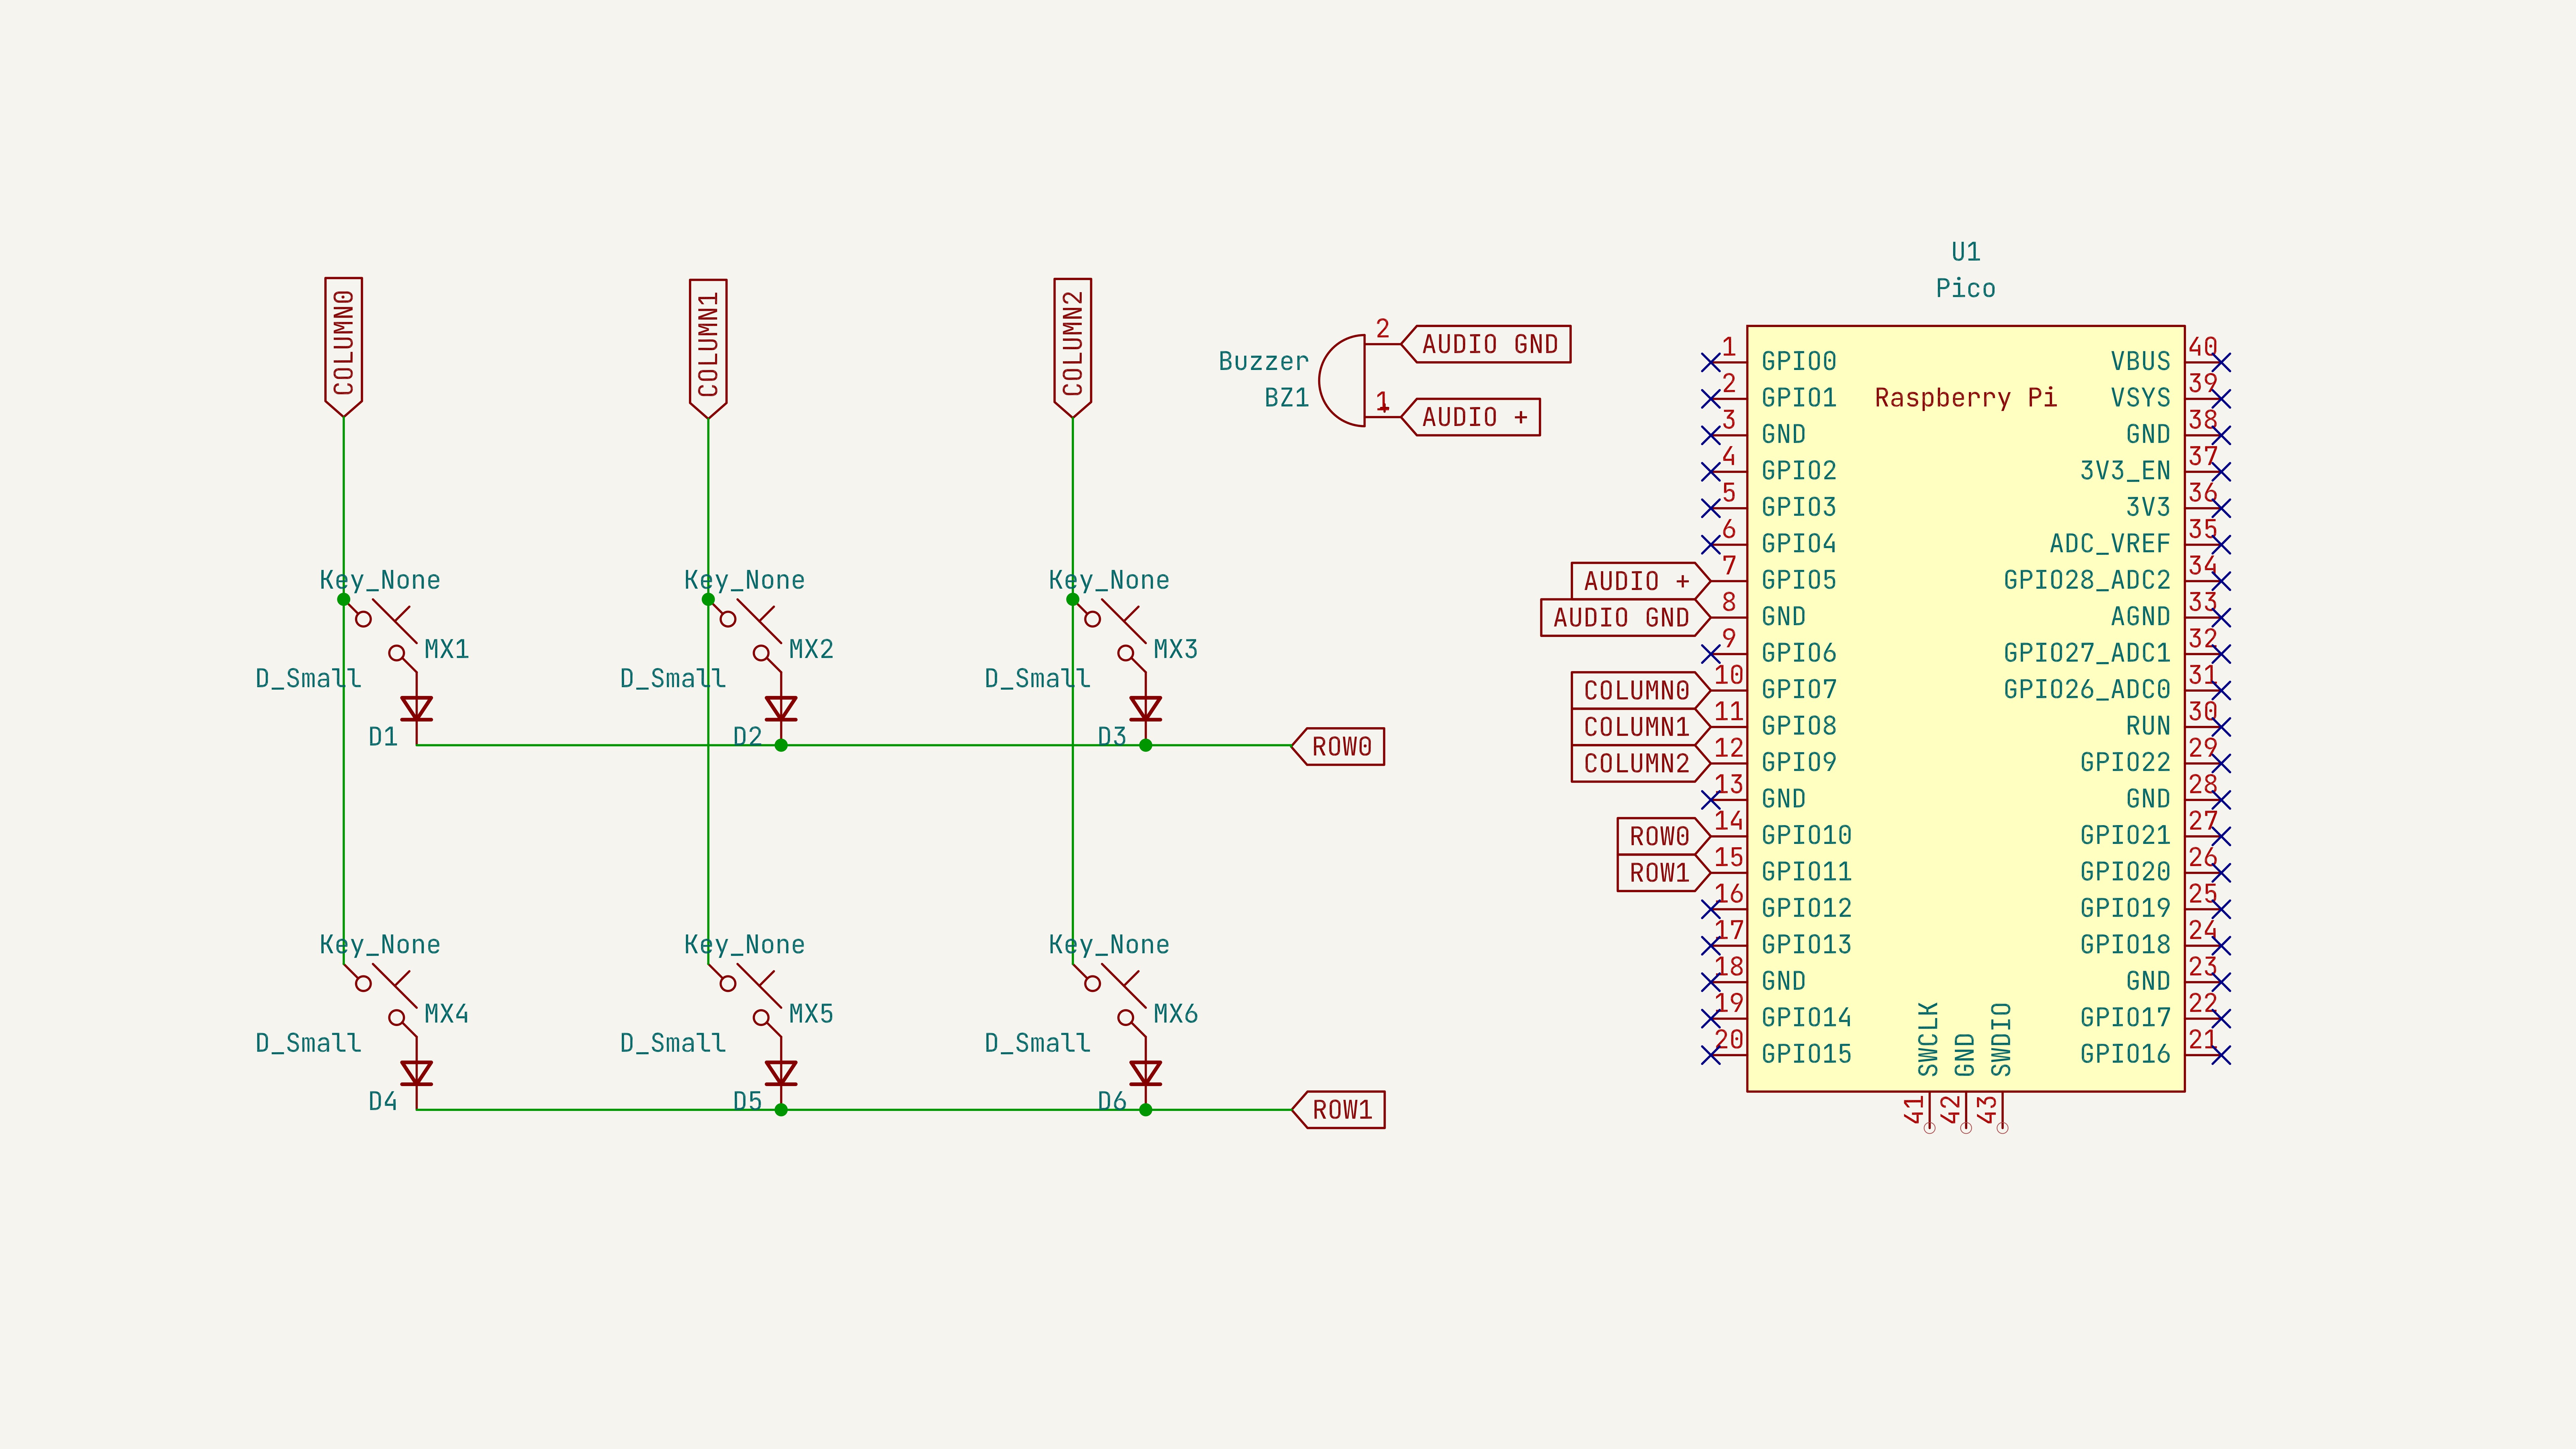 COLUMN0
COLUMN1
COLUMN2
Key_None
MX1
D_Small
D1
Key_None
MX2
D_Small
D2
Key_None
MX3
D_Small
D3
ROW0
Key_None
MX4
D_Small
D4
Key_None
MX5
D_Small
D5
Key_None
MX6
D_Small
D6
ROW1
Buzzer
BZ1
2
AUDIO GND
1
+
AUDIO +
U1
Pico
Raspberry Pi
1 GPIO0
2 GPIO1
3 GND
4 GPIO2
5 GPIO3
6 GPIO4
AUDIO + 7 GPIO5
AUDIO GND 8 GND
9 GPIO6
COLUMN0 10 GPIO7
COLUMN1 11 GPIO8
COLUMN2 12 GPIO9
13 GND
ROW0 14 GPIO10
ROW1 15 GPIO11
16 GPIO12
17 GPIO13
18 GND
19 GPIO14
20 GPIO15
VBUS 40
VSYS 39
GND 38
3V3_EN 37
3V3 36
ADC_VREF 35
GPIO28_ADC2 34
AGND 33
GPIO27_ADC1 32
GPIO26_ADC0 31
RUN 30
GPIO22 29
GND 28
GPIO21 27
GPIO20 26
GPIO19 25
GPIO18 24
GND 23
GPIO17 22
GPIO16 21
SWCLK 41
GND 42
SWDIO 43